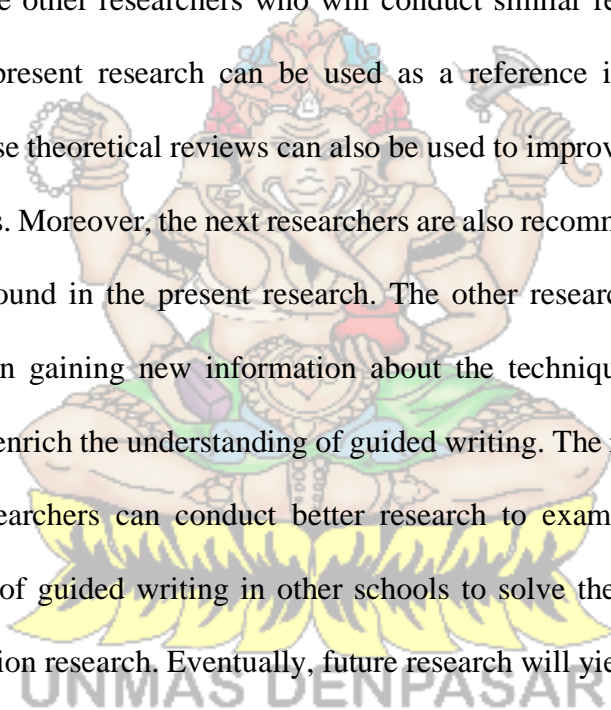 e other researchers who will conduct similar re
present research can be used as a reference i
se theoretical reviews can also be used to improv
s. Moreover, the next researchers are also recomm
ound in the present research. The other researc
n gaining new information about the techniqu
enrich the understanding of guided writing. The
earchers can conduct better research to exam
of guided writing in other schools to solve the
ion research. Eventually, future research will yie
UNMAS DENPASAR